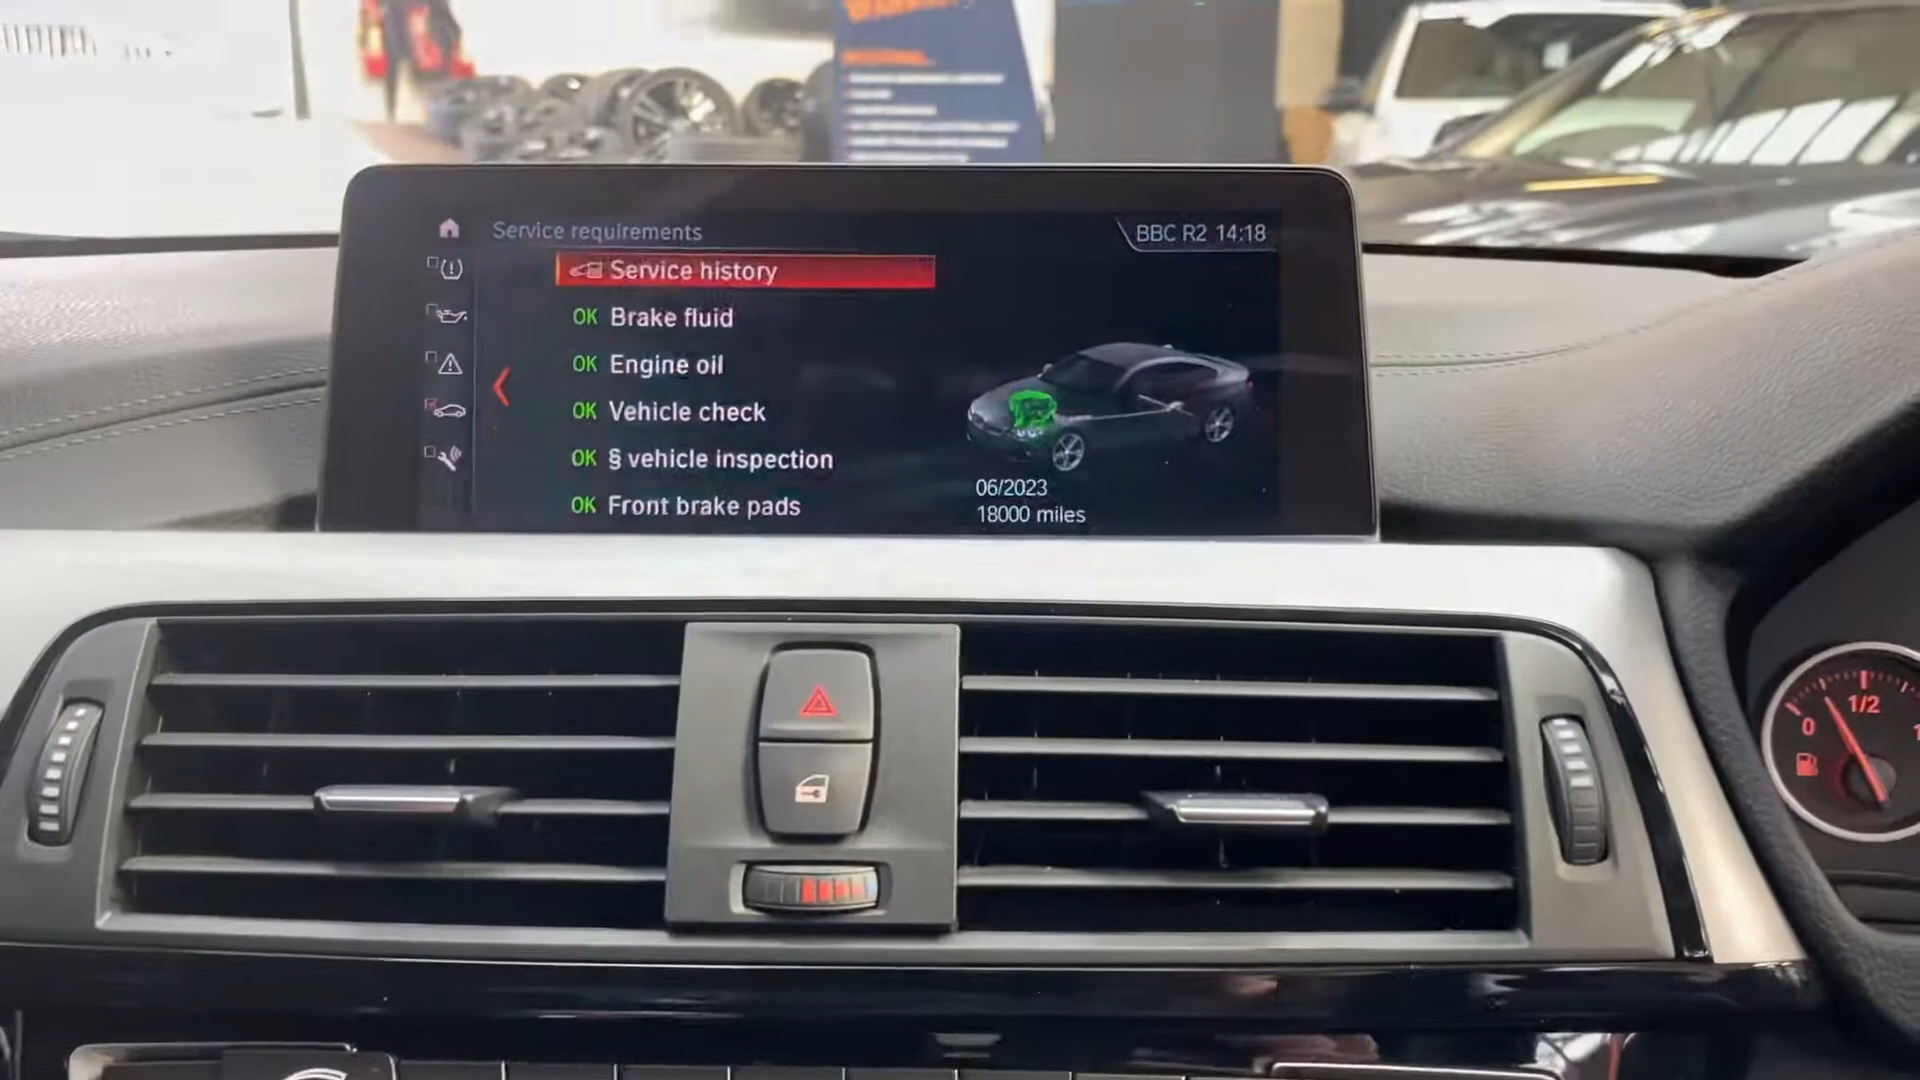 Service requirements
BBC R2 14:18
Service history
OK Brake fluid
OK Engine oil
OK Vehicle check
OK § vehicle inspection
OK Front brake pads
06/2023
18000 miles
0 1/2 1